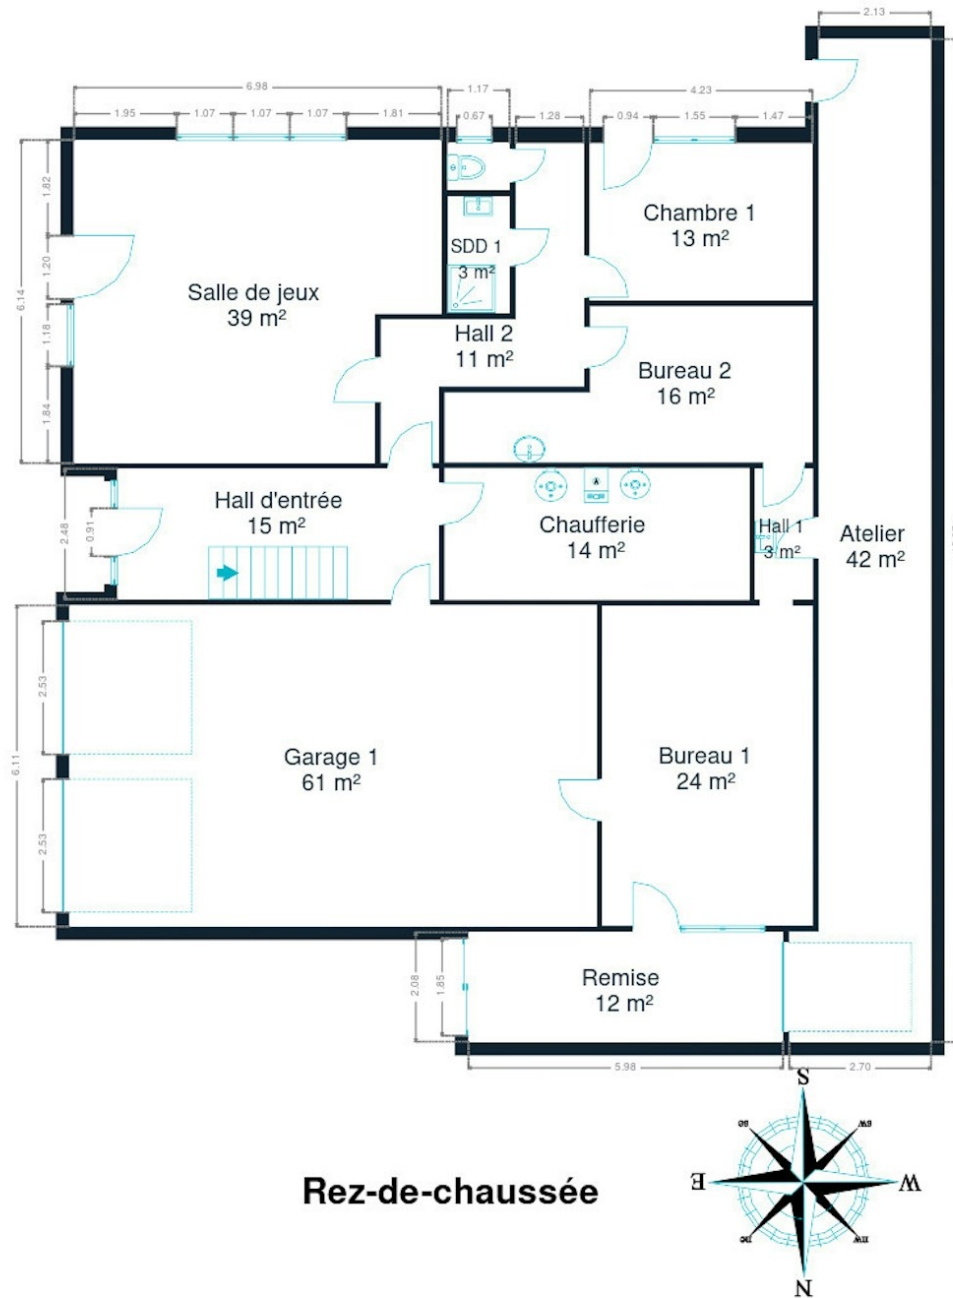 2.13
6.98
1.17
4.23
1.95
1.07
1.07
1.07
1.81
0.67
1.28
0.94
1.55
1.47
1.82
1.20
6.14
1.18
1.84
Chambre 1
13 m²
SDD 1
3 m²
Salle de jeux
39 m²
Hall 2
11 m²
Bureau 2
16 m²
Hall d'entrée
15 m²
2.48
0.91
Chaufferie
14 m²
Hall 1
3 m²
Atelier
42 m²
2.53
6.11
2.53
Garage 1
61 m²
Bureau 1
24 m²
2.08
1.85
Remise
12 m²
5.98
2.70
Rez-de-chaussée
S
E
W
N